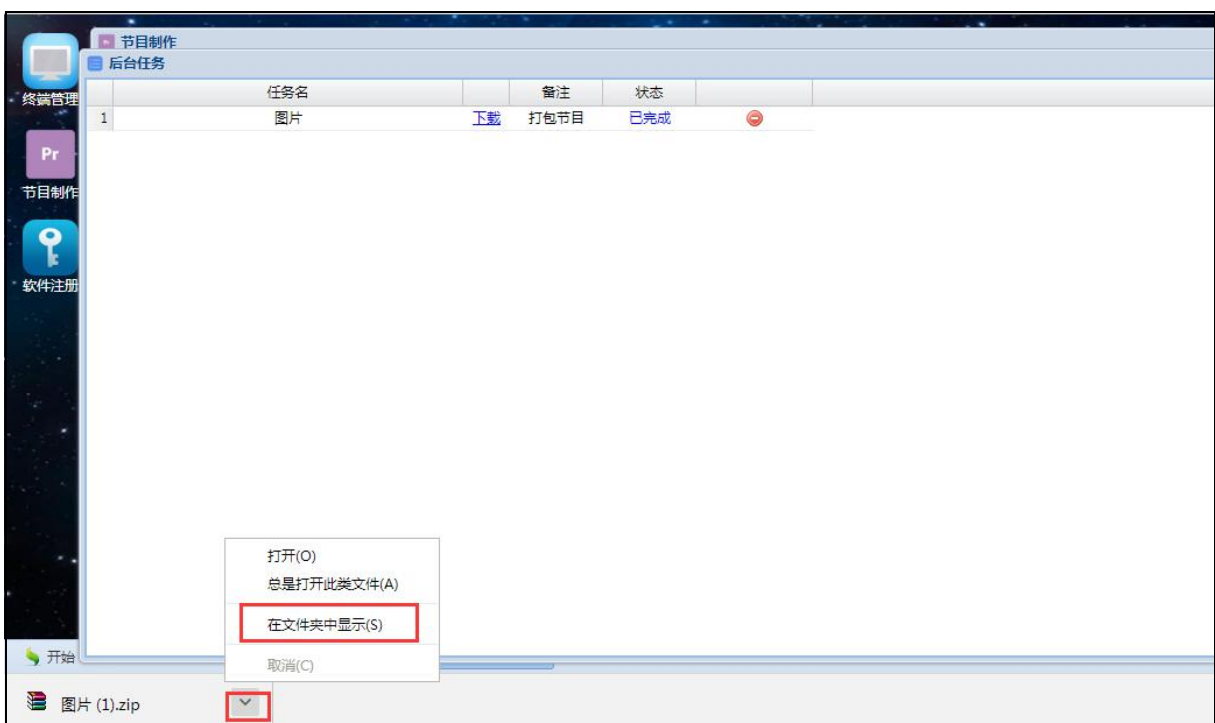 节目制作
后台任务
终端管理
任务名 备注 状态
1 图片 下载 打包节目 已完成
Pr
节目制作
软件注册
打开(O)
总是打开此类文件(A)
在文件夹中显示(S)
取消(C)
开始
图片 (1).zip